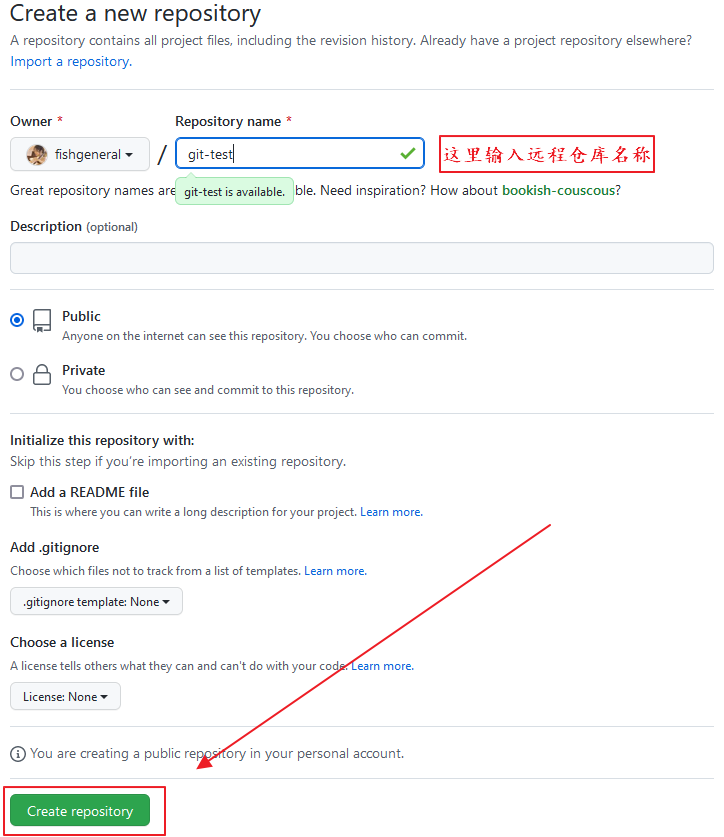 Create a new repository
A repository contains all project files, including the revision history. Already have a project repository elsewhere?
Import a repository.
Owner *
Repository name *
fishgeneral
/
git-test
这里输入远程仓库名称
Great repository names are ble. Need inspiration? How about bookish-couscous?
git-test is available.
Description (optional)
Public
Anyone on the internet can see this repository. You choose who can commit.
Private
You choose who can see and commit to this repository.
Initialize this repository with:
Skip this step if you're importing an existing repository.
Add a README file
This is where you can write a long description for your project. Learn more.
Add .gitignore
Choose which files not to track from a list of templates. Learn more.
.gitignore template: None
Choose a license
A license tells others what they can and can't do with your code. Learn more.
License: None
You are creating a public repository in your personal account.
Create repository